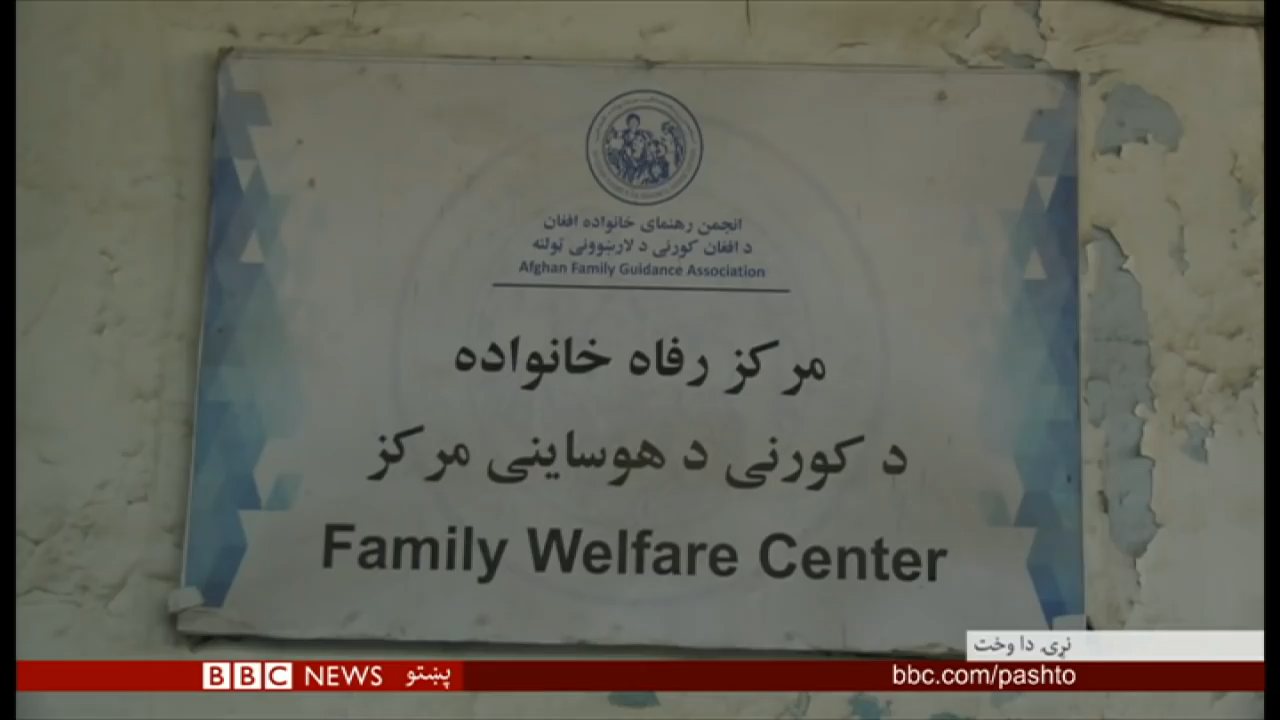 انجمن رهنمای خانواده افغان
د افغان کورنی د لارښوونی ټولنه
Afghan Family Guidance Association
مرکز رفاه خانواده
د کورنی د هوساینی مرکز
Family Welfare Center
نړۍ دا وخت
BBC NEWS پښتو
bbc.com/pashto